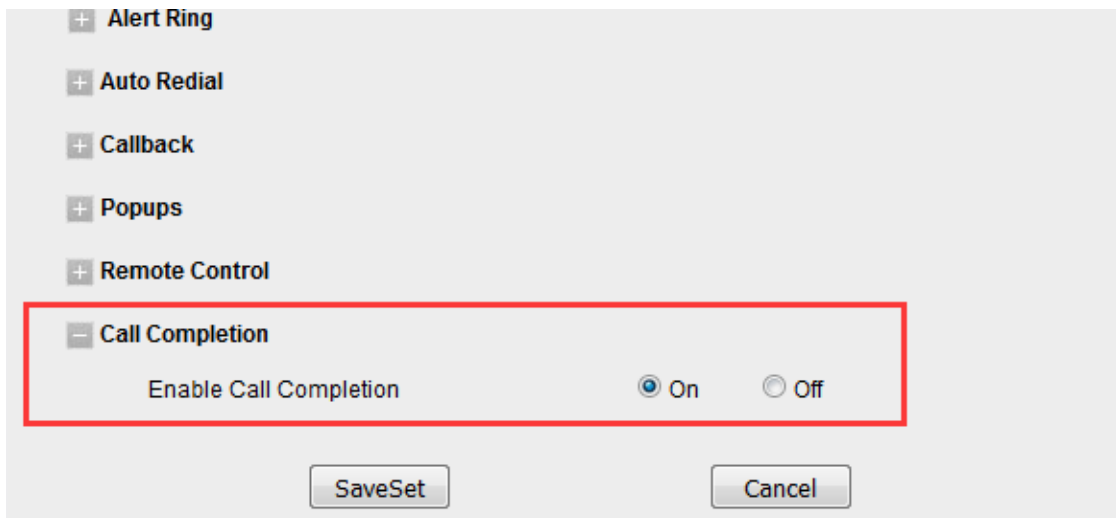 Alert Ring
Auto Redial
Callback
Popups
Remote Control
Call Completion
Enable Call Completion On Off
SaveSet Cancel